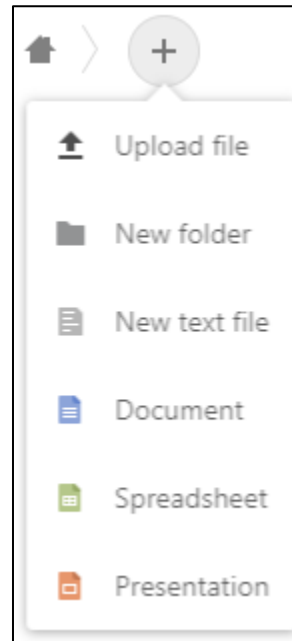 Upload file
New folder
New text file
Document
Spreadsheet
Presentation